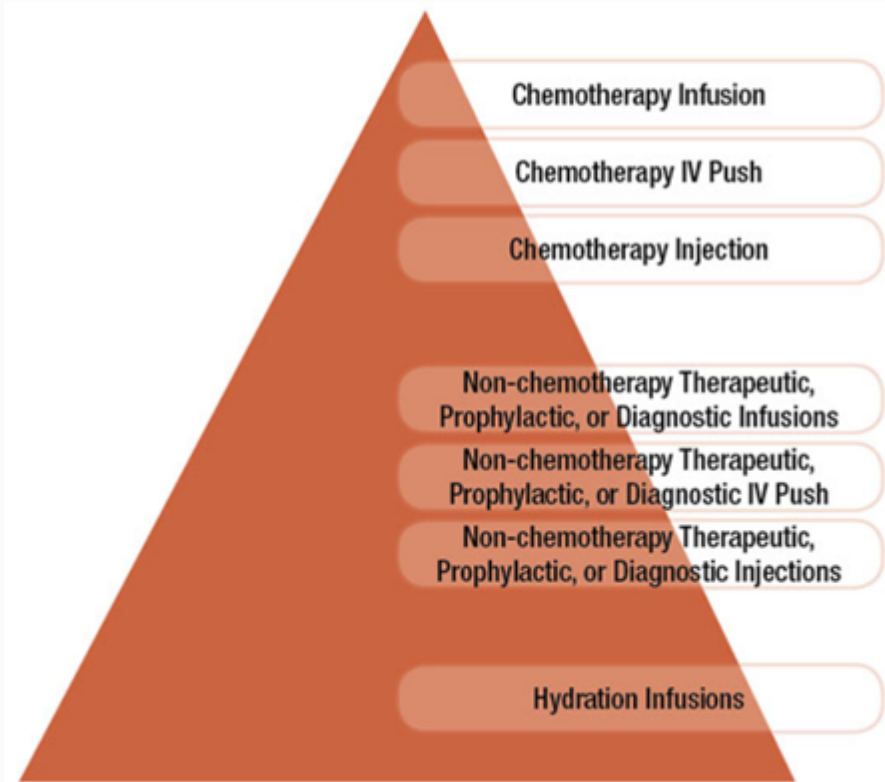 Chemotherapy Infusion
Chemotherapy IV Push
Chemotherapy Injection
Non-chemotherapy Therapeutic,
Prophylactic, or Diagnostic Infusions
Non-chemotherapy Therapeutic,
Prophylactic, or Diagnostic IV Push
Non-chemotherapy Therapeutic,
Prophylactic, or Diagnostic Injections
Hydration Infusions